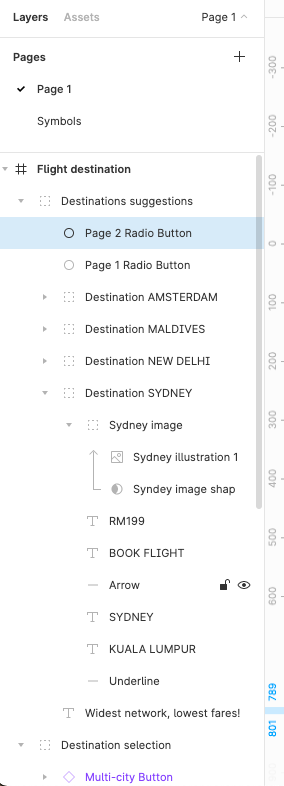 Layers Assets Page 1
Pages
Page 1
Symbols
Flight destination
Destinations suggestions
Page 2 Radio Button
Page 1 Radio Button
Destination AMSTERDAM
Destination MALDIVES
Destination NEW DELHI
Destination SYDNEY
Sydney image
Sydney illustration 1
Syndey image shap
RM199
BOOK FLIGHT
Arrow
SYDNEY
KUALA LUMPUR
Underline
Widest network, lowest fares!
Destination selection
Multi-city Button
-300
-200
-100
0
100
200
300
400
500
600
789
801